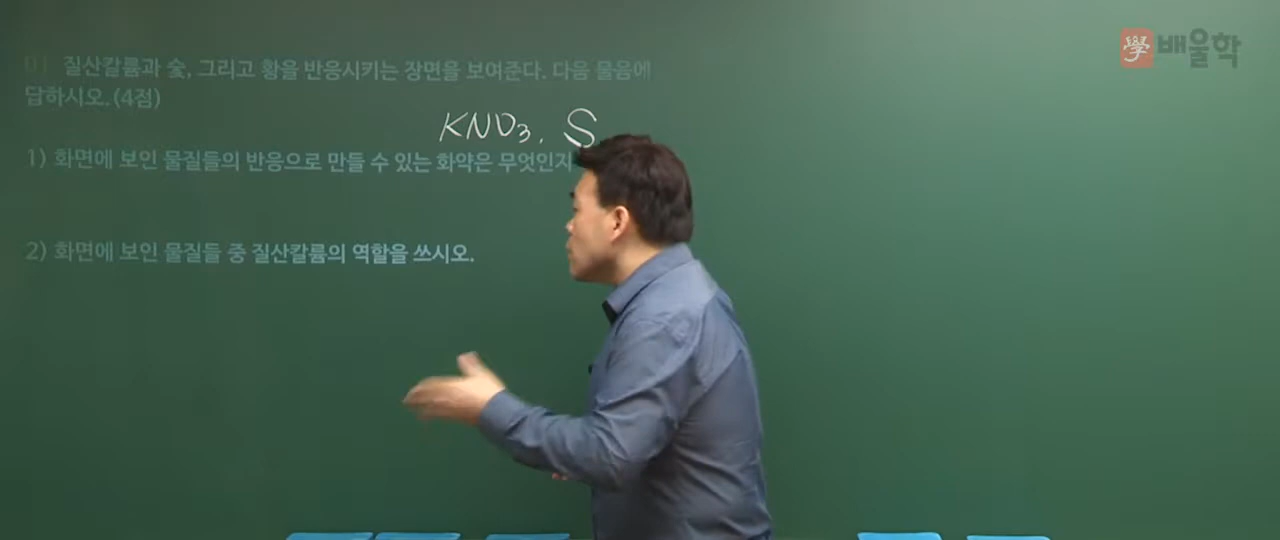 學 배울학
01 질산칼륨과 숯, 그리고 황을 반응시키는 장면을 보여준다. 다음 물음에
답하시오.(4점)
KNO₃, S
1) 화면에 보인 물질들의 반응으로 만들 수 있는 화약은 무엇인지
2) 화면에 보인 물질들 중 질산칼륨의 역할을 쓰시오.